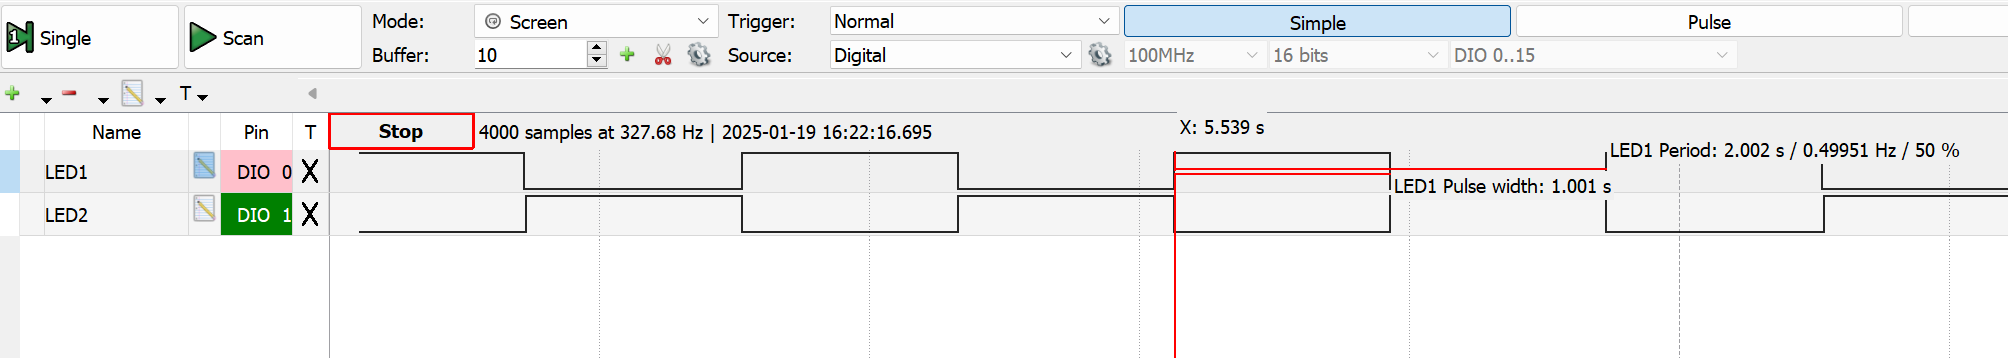 Single
Scan
Mode: Screen Trigger: Normal Simple Pulse
Buffer: 10 Source: Digital 100MHz 16 bits DIO 0..15
T
Name Pin T Stop 4000 samples at 327.68 Hz | 2025-01-19 16:22:16.695 X: 5.539 s
LED1 DIO 0 X LED1 Period: 2.002 s / 0.49951 Hz / 50 %
LED1 Pulse width: 1.001 s
LED2 DIO 1 X